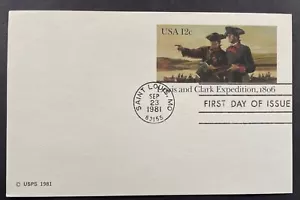 USA 12c
Lewis and Clark Expedition, 1806
SAINT LOUIS, MO
SEP
23
1981
63155
FIRST DAY OF ISSUE
© USPS 1981